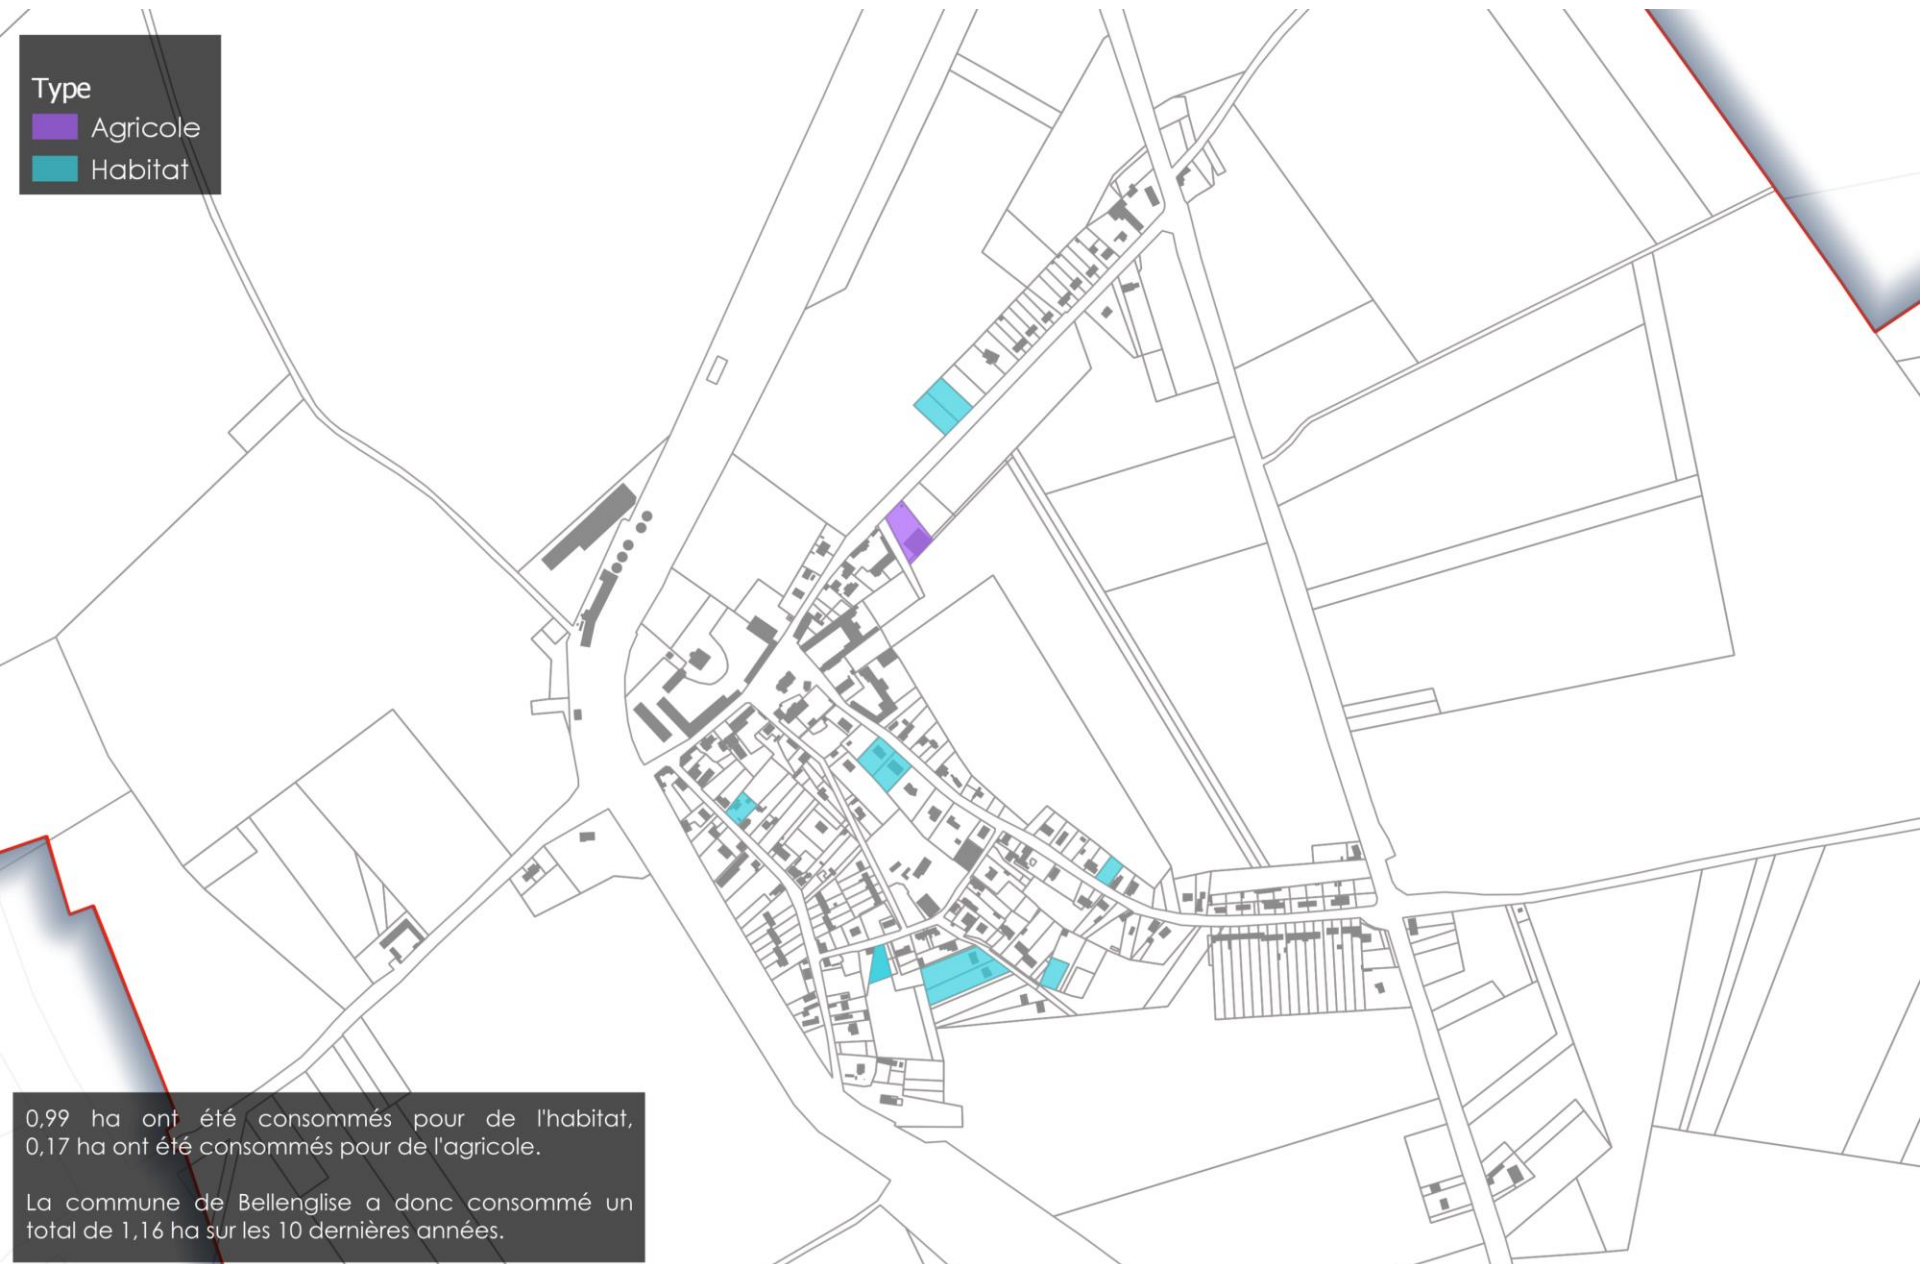 Type
Agricole
Habitat
0,99 ha ont été consommés pour de l'habitat,
0,17 ha ont été consommés pour de l'agricole.
La commune de Bellenglise a donc consommé un
total de 1,16 ha sur les 10 dernières années.